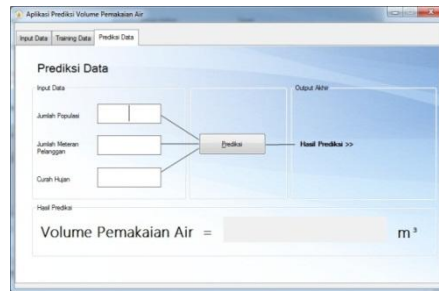 Aplikasi Prediksi Volume Pemakaian Air
Input Data Training Data Prediksi Data
Prediksi Data
Input Data
Output Akhir
Jumlah Populasi
Jumlah Meteran
Pelanggan
Prediksi
Hasil Prediksi >>
Curah Hujan
Hasil Prediksi
Volume Pemakaian Air = m³